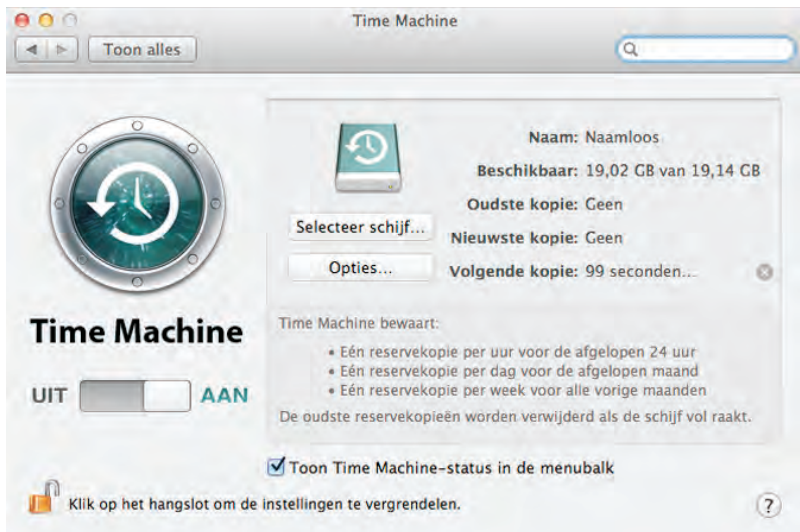 Time Machine
Toon alles
Naam: Naamloos
Beschikbaar: 19,02 GB van 19,14 GB
Oudste kopie: Geen
Selecteer schijf...
Nieuwste kopie: Geen
Opties...
Volgende kopie: 99 seconden...
Time Machine
UIT
AAN
Time Machine bewaart:
• Eén reservekopie per uur voor de afgelopen 24 uur
• Eén reservekopie per dag voor de afgelopen maand
• Eén reservekopie per week voor alle vorige maanden
De oudste reservekopieën worden verwijderd als de schijf vol raakt.
Toon Time Machine-status in de menubalk
Klik op het hangslot om de instellingen te vergrendelen.
?